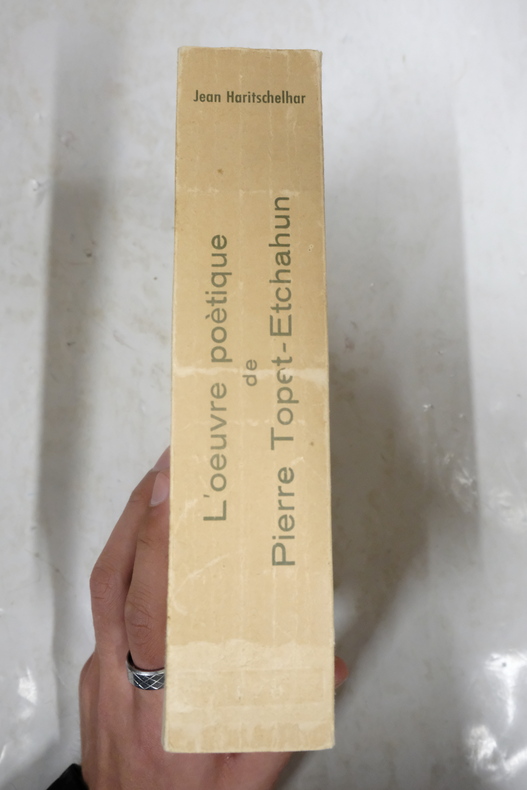 Jean Haritschelhar
L'oeuvre poètique
de
Pierre Topet-Etchahun